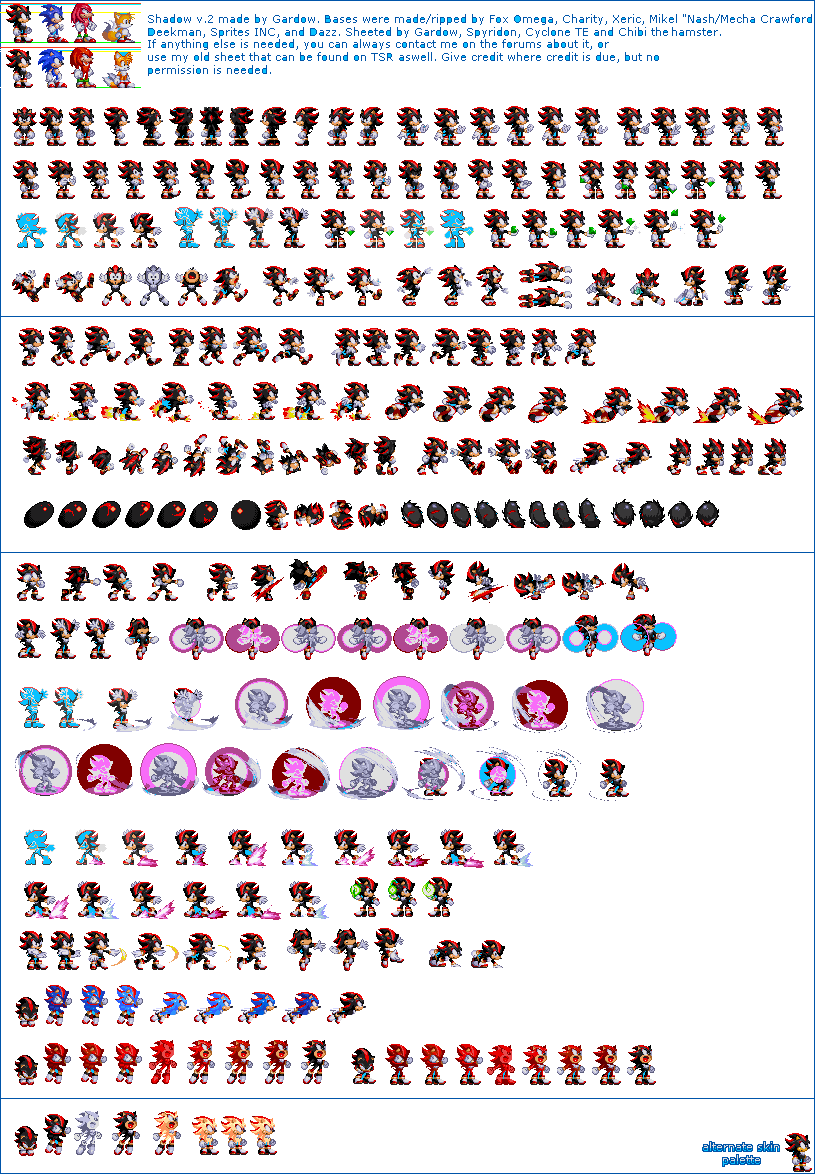 Shadow v.2 made by Gardow. Bases were made/ripped by Fox Omega, Charity, Xeric, Mikel "Nash/Mecha Crawford
Deekman, Sprites INC, and Dazz. Sheeted by Gardow, Spyridon, Cyclone TE and Chibi the hamster.
If anything else is needed, you can always contact me on the forums about it, or
use my old sheet that can be found on TSR aswell. Give credit where credit is due, but no
permission is needed.
alternate skin
palette